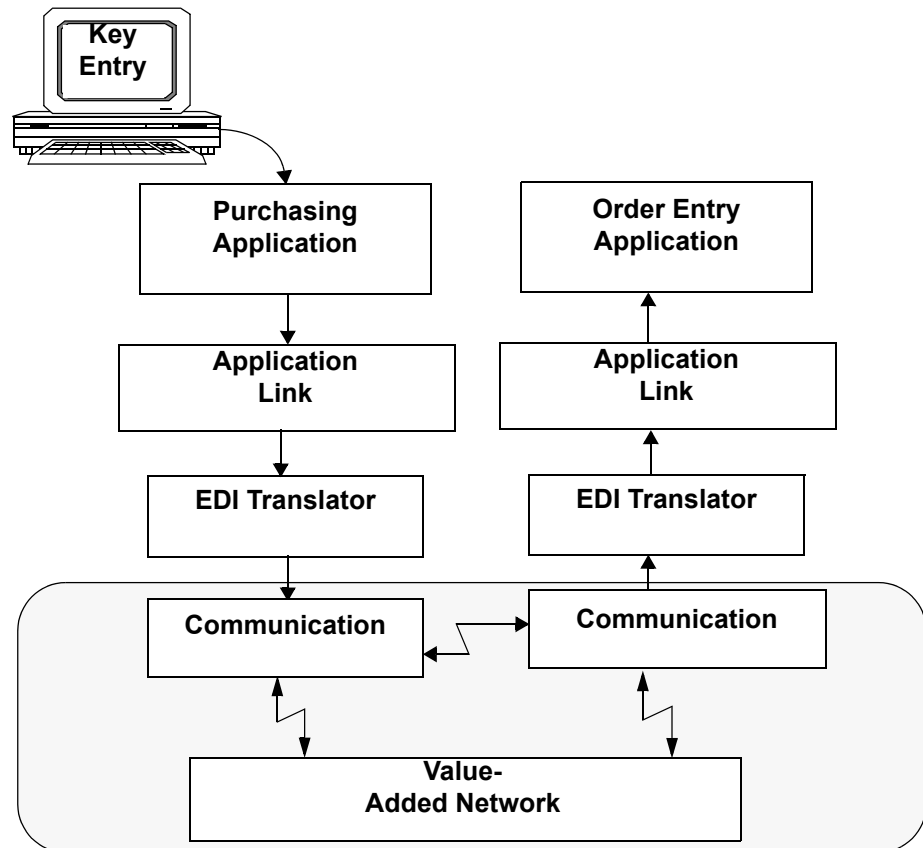 Key
Entry
Purchasing
Application
Order Entry
Application
Application
Link
Application
Link
EDI Translator
EDI Translator
Communication
Communication
Value-
Added Network